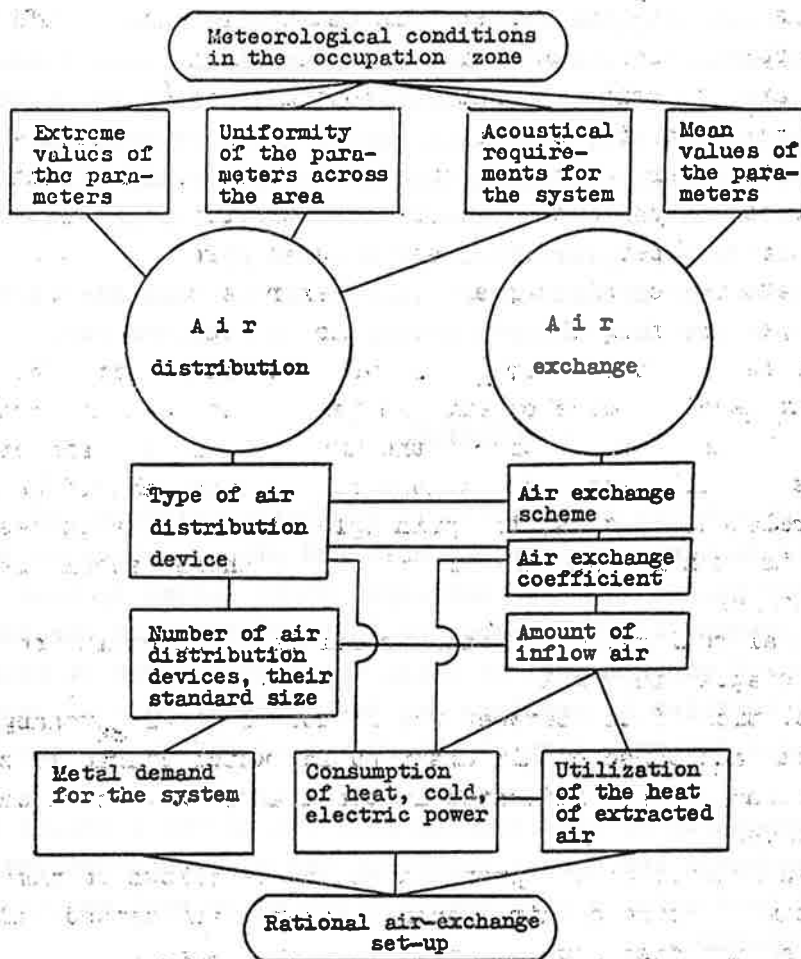 Meteorological conditions
in the occupation zone
Extreme
values of
the para-
meters
Uniformity
of the para-
meters across
the area
Acoustical
require-
ments for
the system
Mean
values of
the para-
meters
A i r
distribution
A i r
exchange
Type of air
distribution
device
Air exchange
scheme
Air exchange
coefficient
Number of air
distribution
devices, their
standard size
Amount of
inflow air
Metal demand
for the system
Consumption
of heat, cold,
electric power
Utilization
of the heat
of extracted
air
Rational air-exchange
set-up